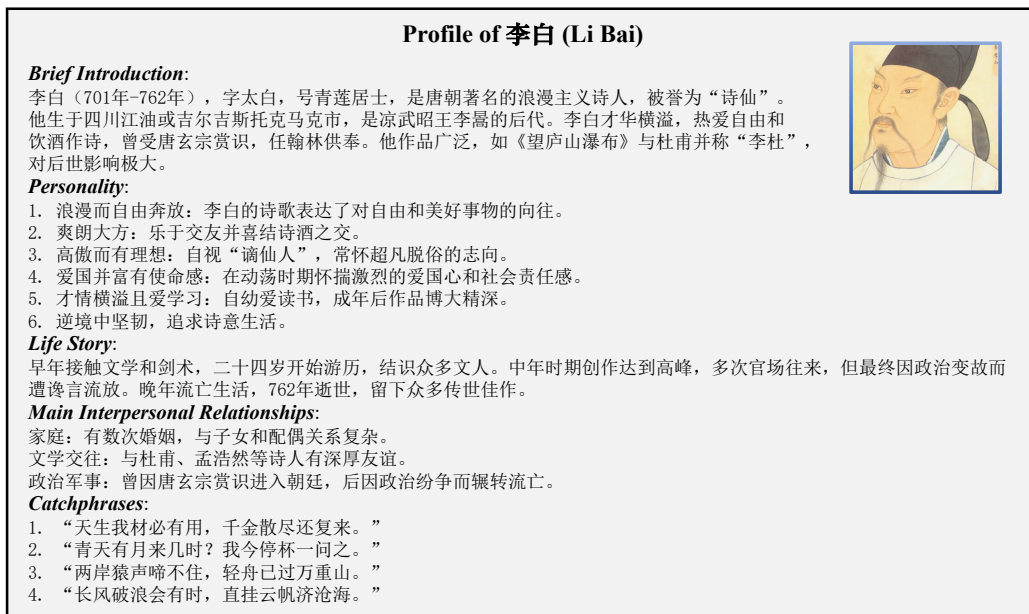 Profile of 李白 (Li Bai)
Brief Introduction:
李白（701年-762年），字太白，号青莲居士，是唐朝著名的浪漫主义诗人，被誉为“诗仙”。
他生于四川江油或吉尔吉斯托克马克市，是凉武昭王李暠的后代。李白才华横溢，热爱自由和
饮酒作诗，曾受唐玄宗赏识，任翰林供奉。他作品广泛，如《望庐山瀑布》与杜甫并称“李杜”，
对后世影响极大。
Personality:
1. 浪漫而自由奔放：李白的诗歌表达了对自由和美好事物的向往。
2. 爽朗大方：乐于交友并喜结诗酒之交。
3. 高傲而有理想：自视“谪仙人”，常怀超凡脱俗的志向。
4. 爱国并富有使命感：在动荡时期怀揣激烈的爱国心和社会责任感。
5. 才情横溢且爱学习：自幼爱读书，成年后作品博大精深。
6. 逆境中坚韧，追求诗意生活。
Life Story:
早年接触文学和剑术，二十四岁开始游历，结识众多文人。中年时期创作达到高峰，多次官场往来，但最终因政治变故而
遭谗言流放。晚年流亡生活，762年逝世，留下众多传世佳作。
Main Interpersonal Relationships:
家庭：有数次婚姻，与子女和配偶关系复杂。
文学交往：与杜甫、孟浩然等诗人有深厚友谊。
政治军事：曾因唐玄宗赏识进入朝廷，后因政治纷争而辗转流亡。
Catchphrases:
1. “天生我材必有用，千金散尽还复来。”
2. “青天有月来几时？我今停杯一问之。”
3. “两岸猿声啼不住，轻舟已过万重山。”
4. “长风破浪会有时，直挂云帆济沧海。”